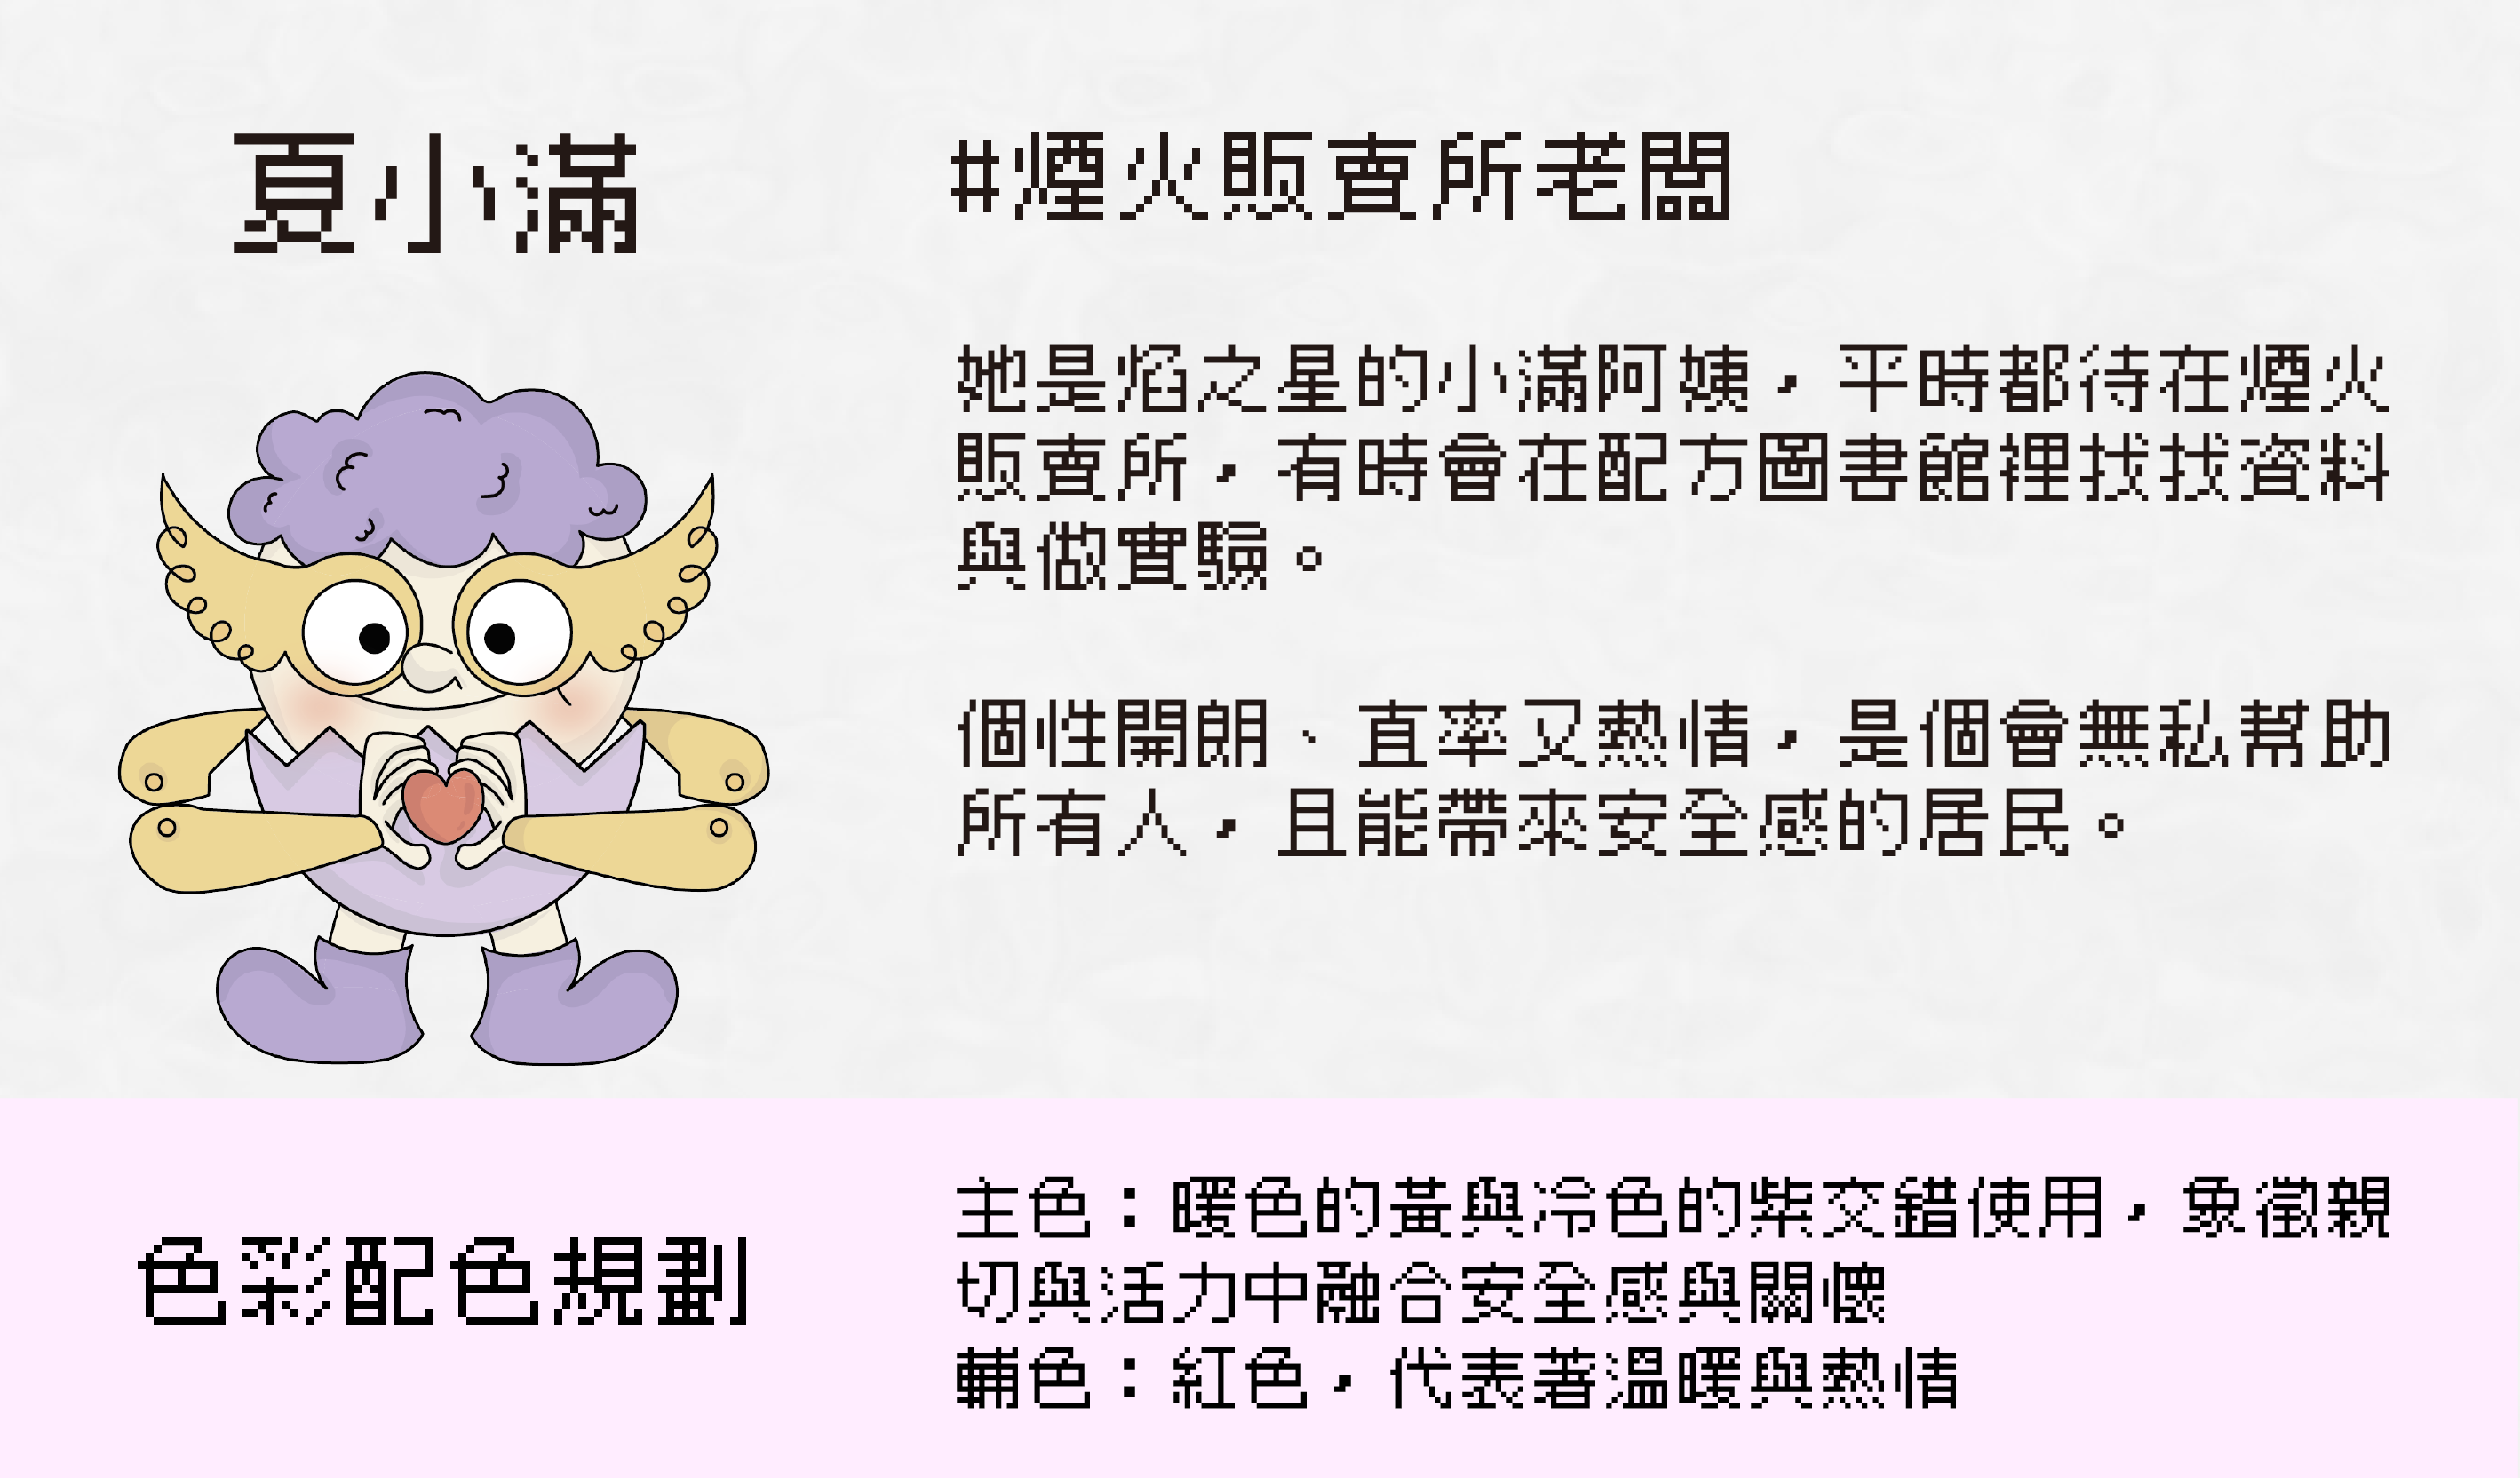 夏小滿
#煙火販賣所老闆
她是焰之星的小滿阿姨，平時都待在煙火
販賣所，有時會在配方圖書館裡找找資料
與做實驗。
個性開朗、直率又熱情，是個會無私幫助
所有人，且能帶來安全感的居民。
色彩配色規劃
主色：暖色的黃與冷色的紫交錯使用，象徵親
切與活力中融合安全感與關懷
輔色：紅色，代表著溫暖與熱情